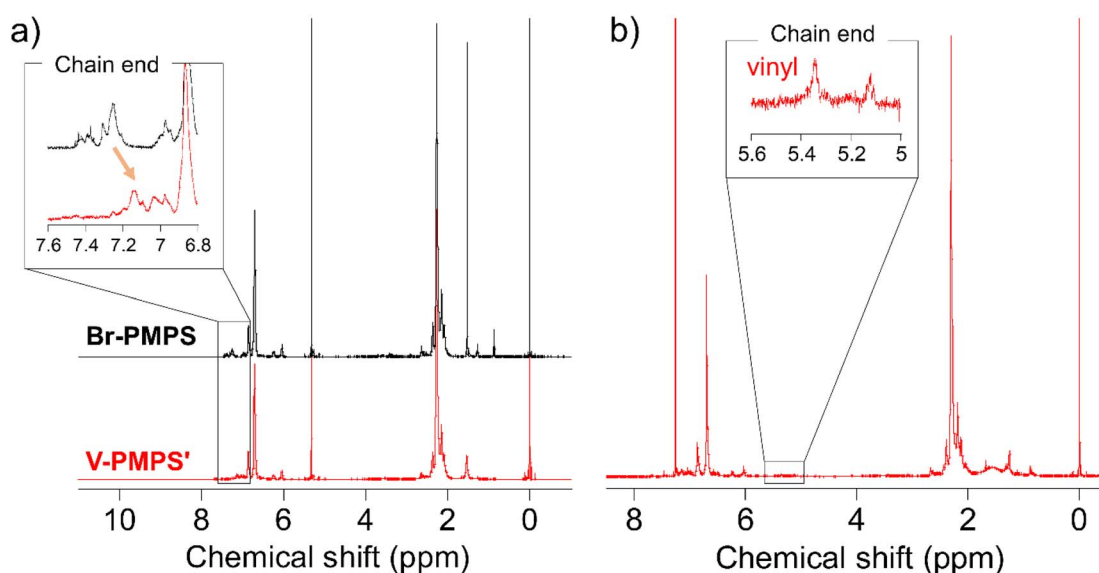 a)
Chain end
7.6 7.4 7.2 7 6.8
Br-PMPS
V-PMPS'
10 8 6 4 2 0
Chemical shift (ppm)
b)
Chain end
vinyl
5.6 5.4 5.2 5
8 6 4 2 0
Chemical shift (ppm)